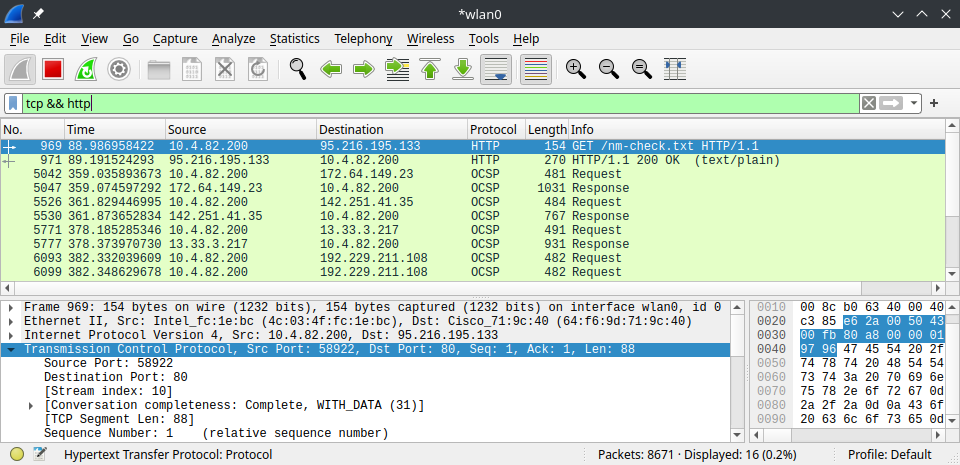 *wlan0
File Edit View Go Capture Analyze Statistics Telephony Wireless Tools Help
tcp && http
No. Time Source Destination Protocol Length Info
969 88.986958422 10.4.82.200 95.216.195.133 HTTP 154 GET /nm-check.txt HTTP/1.1
971 89.191524293 95.216.195.133 10.4.82.200 HTTP 270 HTTP/1.1 200 OK (text/plain)
5042 359.035893673 10.4.82.200 172.64.149.23 OCSP 481 Request
5047 359.074597292 172.64.149.23 10.4.82.200 OCSP 1031 Response
5526 361.829446995 10.4.82.200 142.251.41.35 OCSP 484 Request
5530 361.873652834 142.251.41.35 10.4.82.200 OCSP 767 Response
5771 378.185285346 10.4.82.200 13.33.3.217 OCSP 491 Request
5777 378.373970730 13.33.3.217 10.4.82.200 OCSP 931 Response
6093 382.332039609 10.4.82.200 192.229.211.108 OCSP 482 Request
6099 382.348629678 10.4.82.200 192.229.211.108 OCSP 482 Request
Frame 969: 154 bytes on wire (1232 bits), 154 bytes captured (1232 bits) on interface wlan0, id 0
Ethernet II, Src: Intel_fc:1e:bc (4c:03:4f:fc:1e:bc), Dst: Cisco_71:9c:40 (64:f6:9d:71:9c:40)
Internet Protocol Version 4, Src: 10.4.82.200, Dst: 95.216.195.133
Transmission Control Protocol, Src Port: 58922, Dst Port: 80, Seq: 1, Ack: 1, Len: 88
Source Port: 58922
Destination Port: 80
[Stream index: 10]
[Conversation completeness: Complete, WITH_DATA (31)]
[TCP Segment Len: 88]
Sequence Number: 1 (relative sequence number)
0010 00 8c b0 63 40 00 40
0020 c3 85 e6 2a 00 50 43
0030 00 fb 80 a8 00 00 01
0040 97 96 47 45 54 20 2f
0050 74 78 74 20 48 54 54
0060 73 74 3a 20 70 69 6e
0070 75 78 2e 6f 72 67 0d
0080 2a 2f 2a 0d 0a 43 6f
0090 20 63 6c 6f 73 65 0d
Hypertext Transfer Protocol: Protocol
Packets: 8671 · Displayed: 16 (0.2%)
Profile: Default